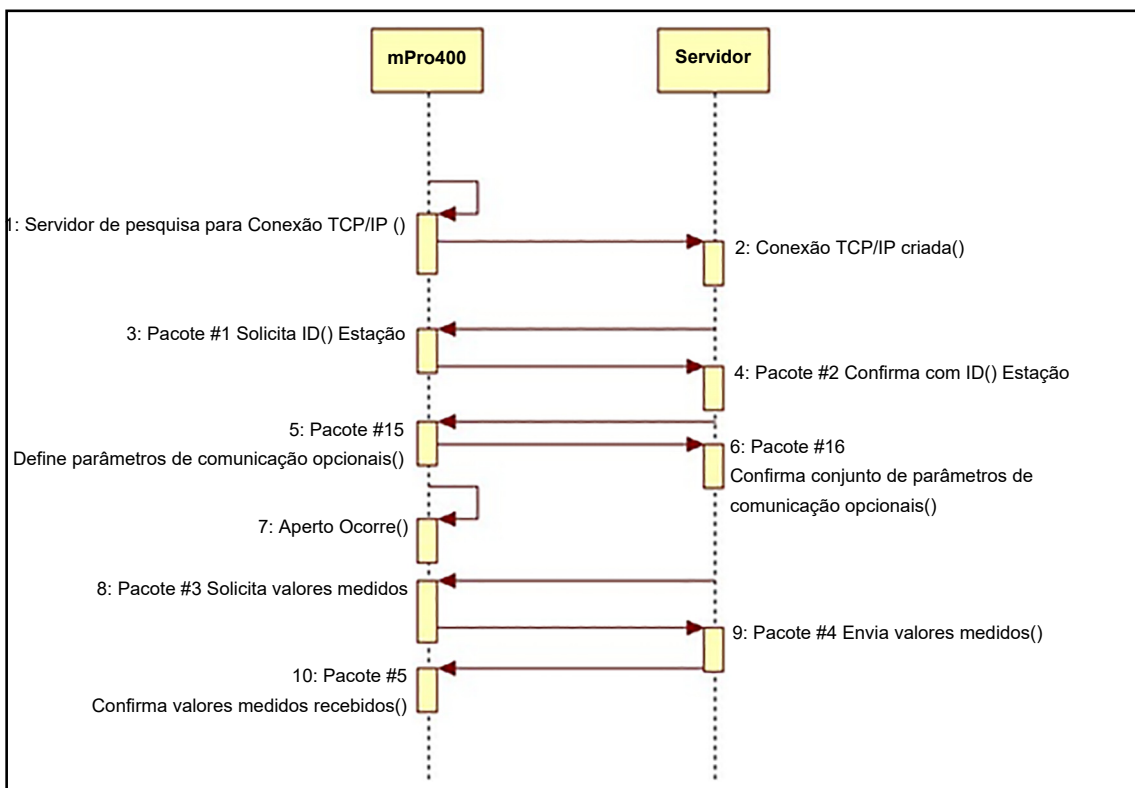 mPro400
Servidor
1: Servidor de pesquisa para Conexão TCP/IP ()
2: Conexão TCP/IP criada()
3: Pacote #1 Solicita ID() Estação
4: Pacote #2 Confirma com ID() Estação
5: Pacote #15
Define parâmetros de comunicação opcionais()
6: Pacote #16
Confirma conjunto de parâmetros de
comunicação opcionais()
7: Aperto Ocorre()
8: Pacote #3 Solicita valores medidos
9: Pacote #4 Envia valores medidos()
10: Pacote #5
Confirma valores medidos recebidos()